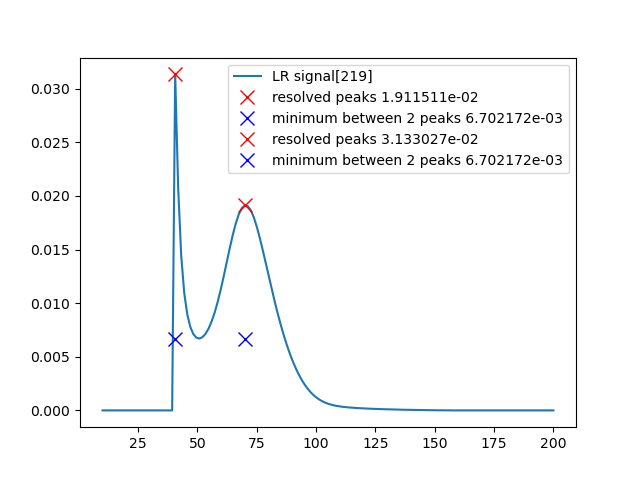 LR signal[219]
resolved peaks 1.911511e-02
minimum between 2 peaks 6.702172e-03
resolved peaks 3.133027e-02
minimum between 2 peaks 6.702172e-03
0.030
0.025
0.020
0.015
0.010
0.005
0.000
25 50 75 100 125 150 175 200